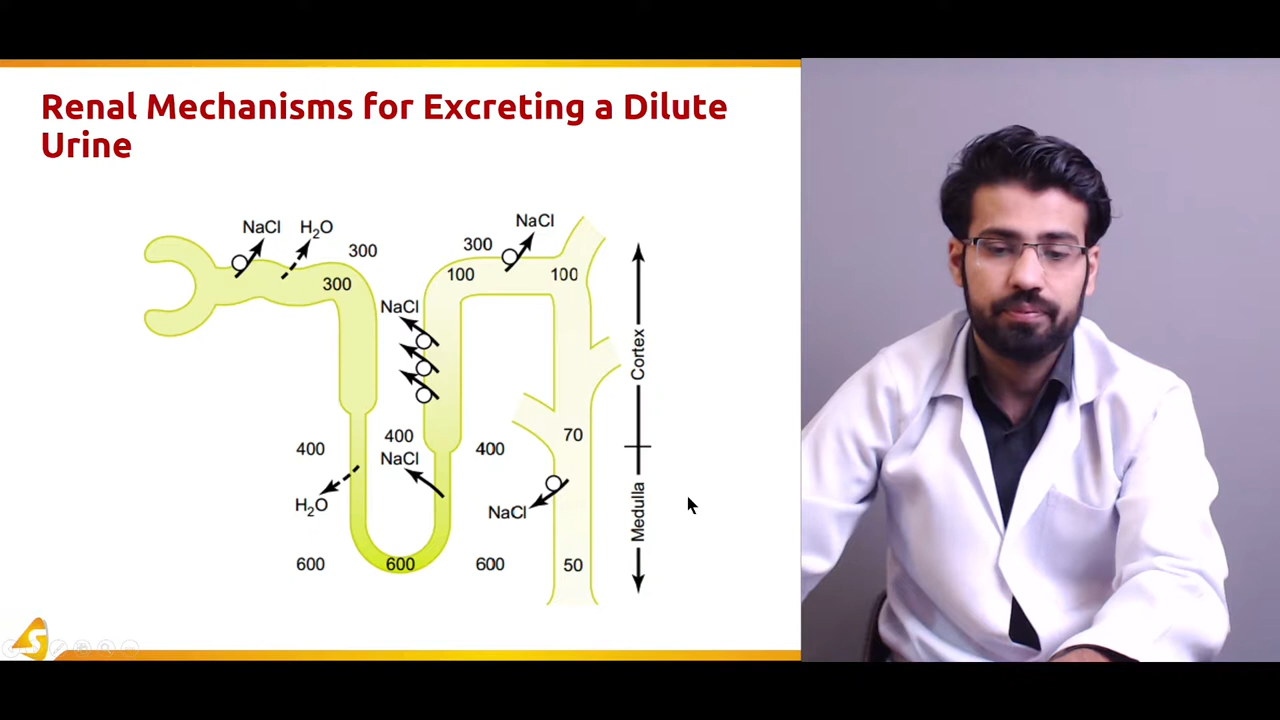 Renal Mechanisms for Excreting a Dilute
Urine
NaCl
H2O
NaCl
300
300
300
100
100
NaCl
Cortex
400
400
400
70
NaCl
H2O
NaCl
Medulla
600
600
600
50
S